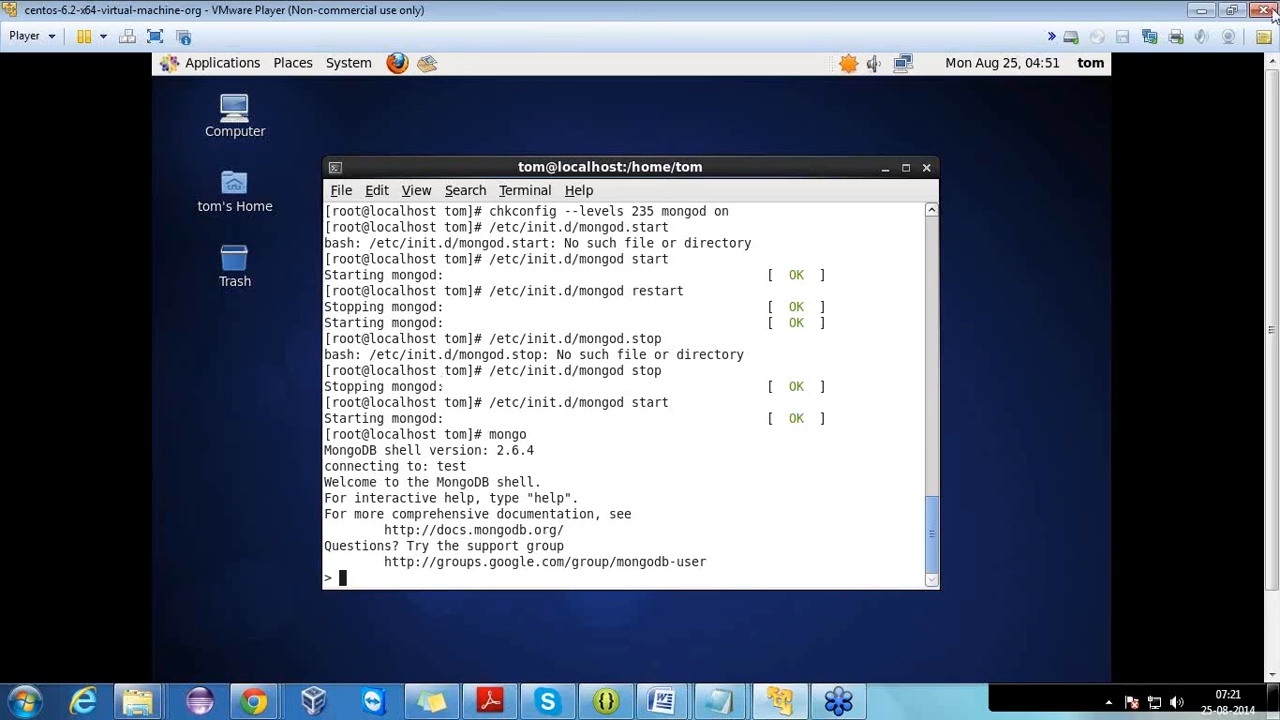 centos-6.2-x64-virtual-machine-org - VMware Player (Non-commercial use only)
Player
Applications Places System Mon Aug 25, 04:51 tom
Computer
tom's Home
Trash
tom@localhost:/home/tom
File Edit View Search Terminal Help
[root@localhost tom]# chkconfig --levels 235 mongod on
[root@localhost tom]# /etc/init.d/mongod.start
bash: /etc/init.d/mongod.start: No such file or directory
[root@localhost tom]# /etc/init.d/mongod start
Starting mongod: [ OK ]
[root@localhost tom]# /etc/init.d/mongod restart
Stopping mongod: [ OK ]
Starting mongod: [ OK ]
[root@localhost tom]# /etc/init.d/mongod.stop
bash: /etc/init.d/mongod.stop: No such file or directory
[root@localhost tom]# /etc/init.d/mongod stop
Stopping mongod: [ OK ]
[root@localhost tom]# /etc/init.d/mongod start
Starting mongod: [ OK ]
[root@localhost tom]# mongo
MongoDB shell version: 2.6.4
connecting to: test
Welcome to the MongoDB shell.
For interactive help, type "help".
For more comprehensive documentation, see
http://docs.mongodb.org/
Questions? Try the support group
http://groups.google.com/group/mongodb-user
>
07:21
25-08-2014